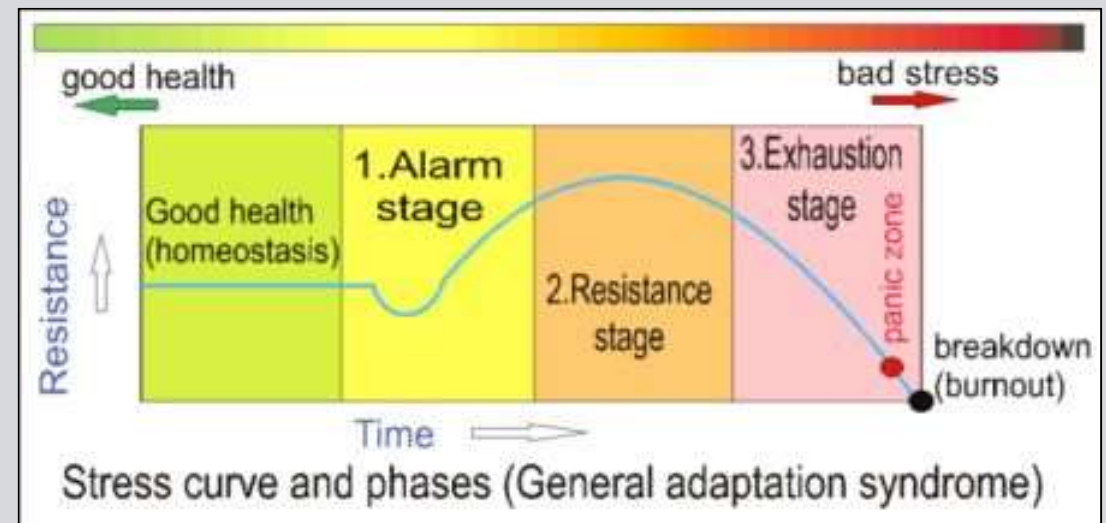 good health
bad stress
Resistance
Good health
(homeostasis)
1.Alarm
stage
2.Resistance
stage
3.Exhaustion
stage
panic zone
breakdown
(burnout)
Time
Stress curve and phases (General adaptation syndrome)